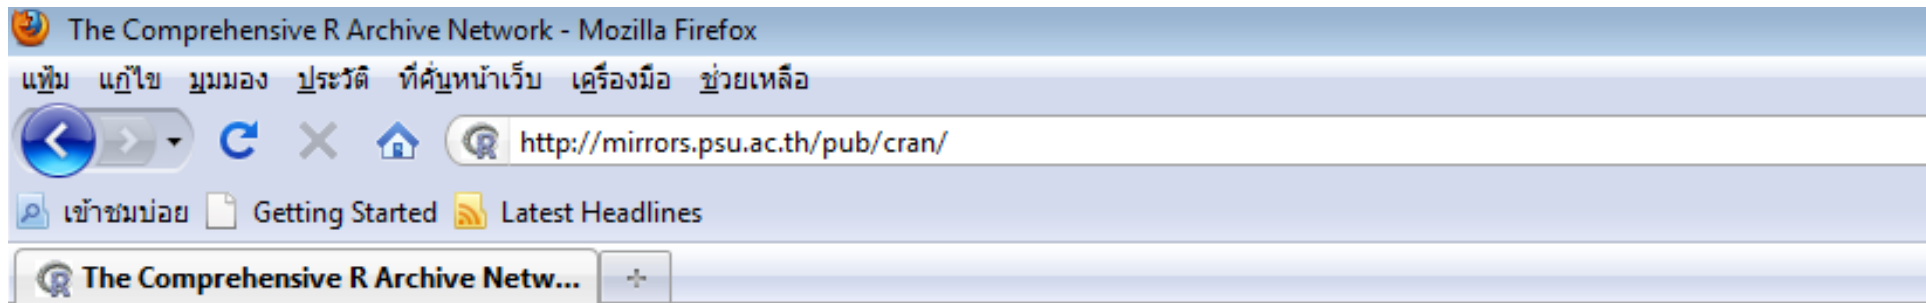 The Comprehensive R Archive Network - Mozilla Firefox
แฟ้ม แก้ไข มุมมอง ประวัติ ที่คั่นหน้าเว็บ เครื่องมือ ช่วยเหลือ
http://mirrors.psu.ac.th/pub/cran/
เข้าชมบ่อย Getting Started Latest Headlines
The Comprehensive R Archive Netw...